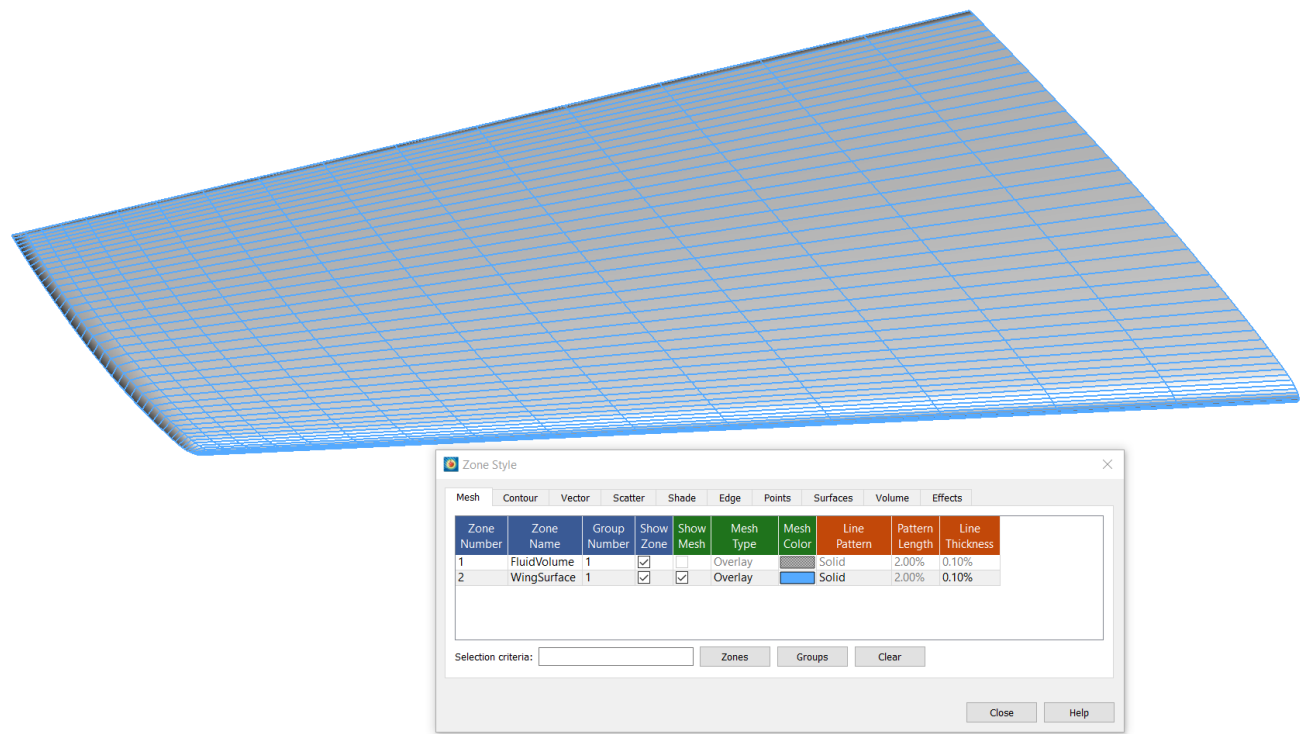 Zone Style
Mesh Contour Vector Scatter Shade Edge Points Surfaces Volume Effects
Zone Number Zone Name Group Number Show Zone Show Mesh Mesh Type Mesh Color Line Pattern Pattern Length Line Thickness
1 FluidVolume 1 Overlay Solid 2.00% 0.10%
2 WingSurface 1 Overlay Solid 2.00% 0.10%
Selection criteria: Zones Groups Clear
Close Help